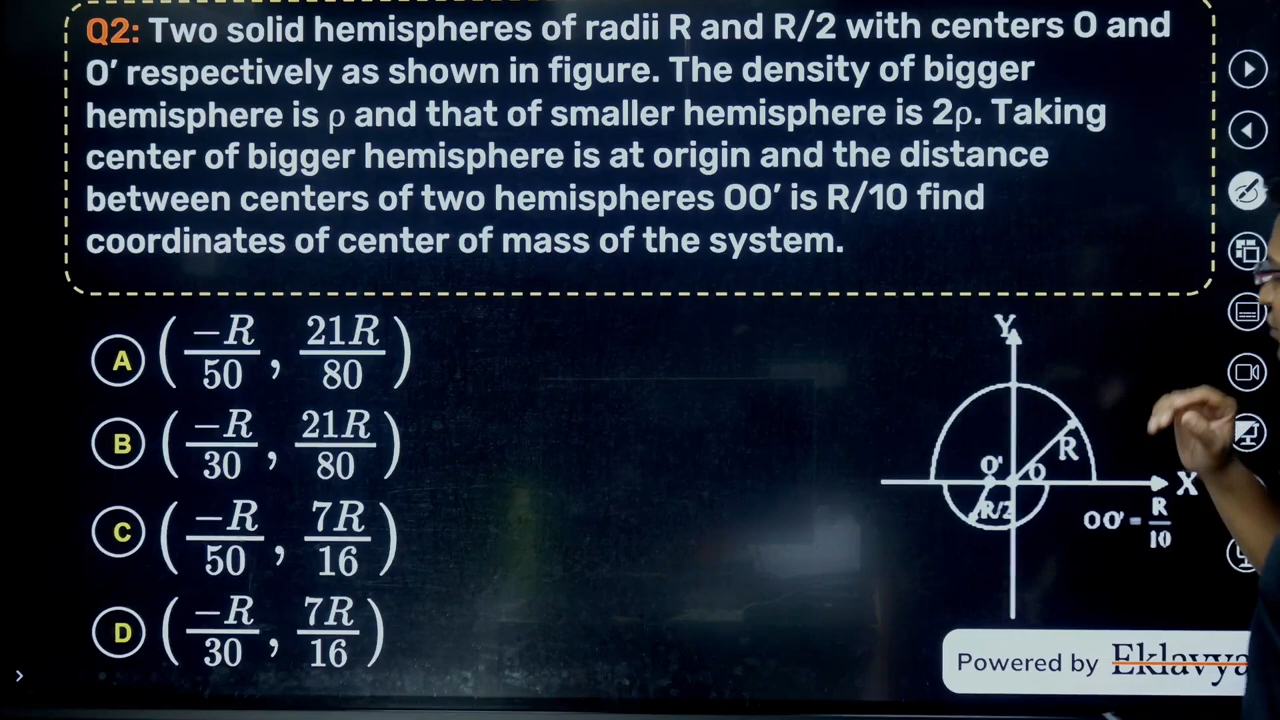 Q2: Two solid hemispheres of radii R and R/2 with centers O and
O′ respectively as shown in figure. The density of bigger
hemisphere is ρ and that of smaller hemisphere is 2ρ. Taking
center of bigger hemisphere is at origin and the distance
between centers of two hemispheres OO′ is R/10 find
coordinates of center of mass of the system.
A (−R/50, 21R/80)
B (−R/30, 21R/80)
C (−R/50, 7R/16)
D (−R/30, 7R/16)
Y
R
O' O
X
R/2
OO' = R/10
Powered by Eklavya